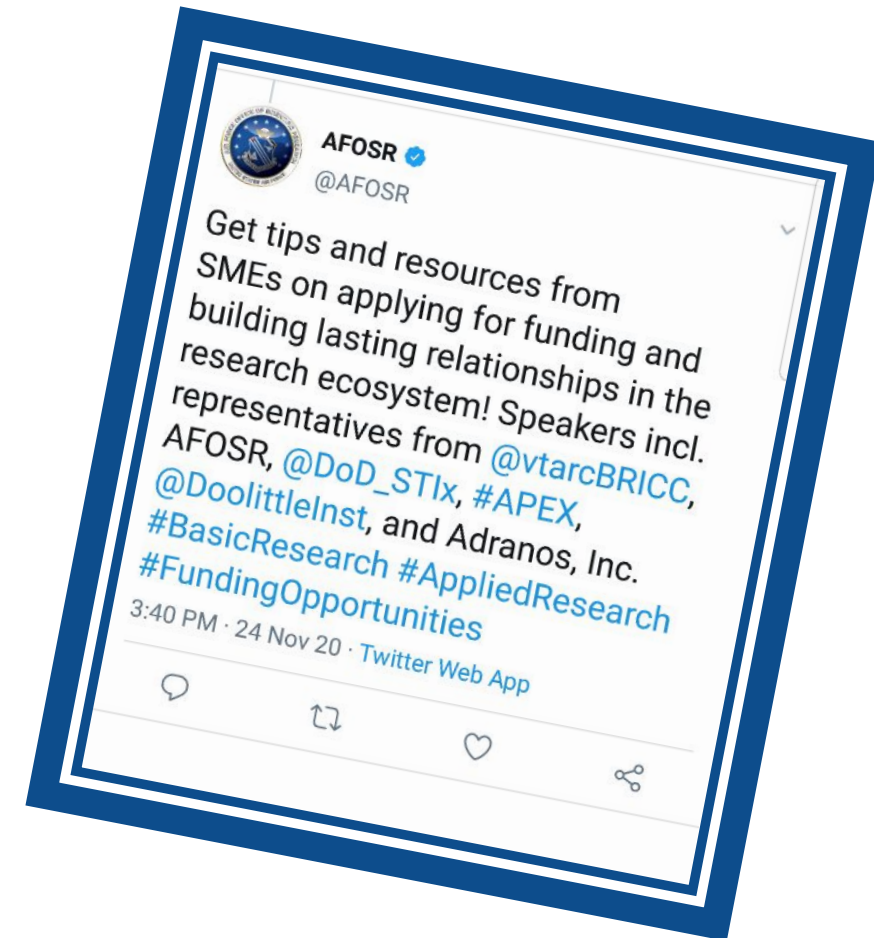 AFOSR
@AFOSR
Get tips and resources from
SMEs on applying for funding and
building lasting relationships in the
research ecosystem! Speakers incl.
representatives from @vtarcBRICC,
AFOSR, @DoD_STIx, #APEX,
@DoolittleInst, and Adranos, Inc.
#BasicResearch #AppliedResearch
#FundingOpportunities
3:40 PM · 24 Nov 20 · Twitter Web App